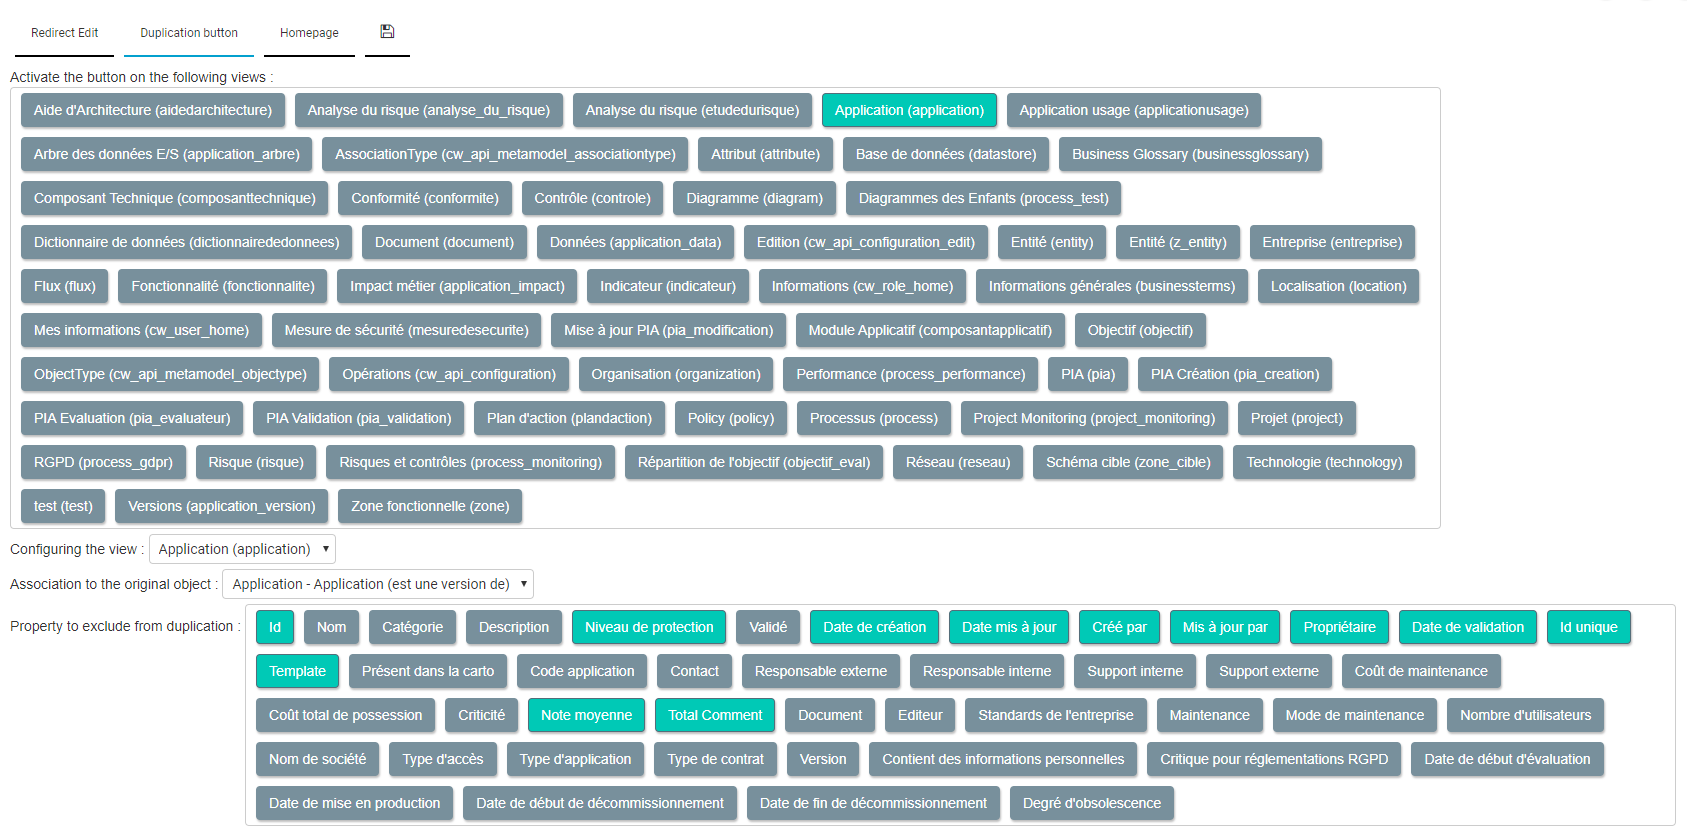 Redirect Edit Duplication button Homepage
Activate the button on the following views :
Aide d'Architecture (aidedarchitecture) Analyse du risque (analyse_du_risque) Analyse du risque (etudedurisque) Application (application) Application usage (applicationusage)
Arbre des données E/S (application_arbre) AssociationType (cw_api_metamodel_associationtype) Attribut (attribute) Base de données (datastore) Business Glossary (businessglossary)
Composant Technique (composanttechnique) Conformité (conformite) Contrôle (controle) Diagramme (diagram) Diagrammes des Enfants (process_test)
Dictionnaire de données (dictionnairededonnees) Document (document) Données (application_data) Edition (cw_api_configuration_edit) Entité (entity) Entité (z_entity) Entreprise (entreprise)
Flux (flux) Fonctionnalité (fonctionnalite) Impact métier (application_impact) Indicateur (indicateur) Informations (cw_role_home) Informations générales (businessterms) Localisation (location)
Mes informations (cw_user_home) Mesure de sécurité (mesuredesecurite) Mise à jour PIA (pia_modification) Module Applicatif (composantapplicatif) Objectif (objectif)
ObjectType (cw_api_metamodel_objectype) Opérations (cw_api_configuration) Organisation (organization) Performance (process_performance) PIA (pia) PIA Création (pia_creation)
PIA Evaluation (pia_evaluateur) PIA Validation (pia_validation) Plan d'action (plandaction) Policy (policy) Processus (process) Project Monitoring (project_monitoring) Projet (project)
RGPD (process_gdpr) Risque (risque) Risques et contrôles (process_monitoring) Répartition de l'objectif (objectif_eval) Réseau (reseau) Schéma cible (zone_cible) Technologie (technology)
test (test) Versions (application_version) Zone fonctionnelle (zone)
Configuring the view : Application (application)
Association to the original object : Application - Application (est une version de)
Property to exclude from duplication : Id Nom Catégorie Description Niveau de protection Validé Date de création Date mis à jour Créé par Mis à jour par Propriétaire Date de validation Id unique
Template Présent dans la carto Code application Contact Responsable externe Responsable interne Support interne Support externe Coût de maintenance
Coût total de possession Criticité Note moyenne Total Comment Document Editeur Standards de l'entreprise Maintenance Mode de maintenance Nombre d'utilisateurs
Nom de société Type d'accès Type d'application Type de contrat Version Contient des informations personnelles Critique pour réglementations RGPD Date de début d'évaluation
Date de mise en production Date de début de décommissionnement Date de fin de décommissionnement Degré d'obsolescence